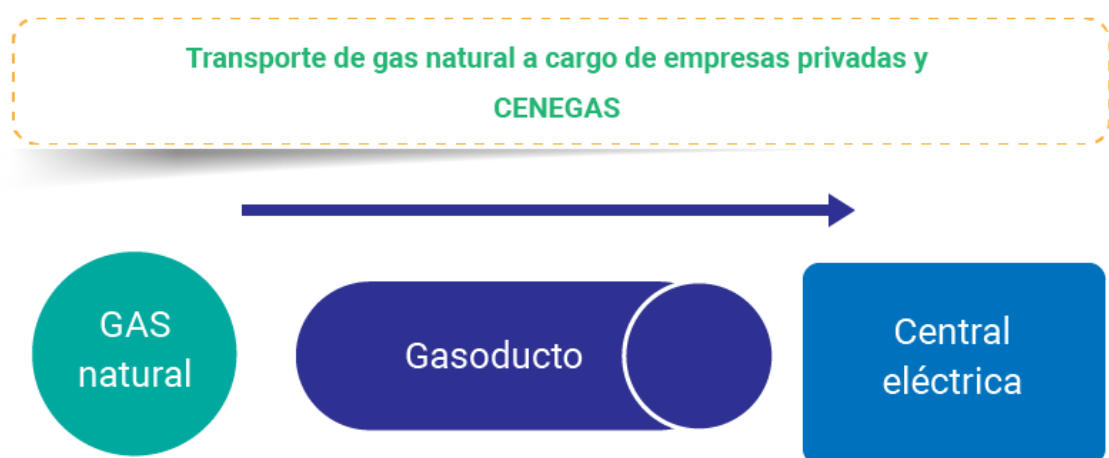 Transporte de gas natural a cargo de empresas privadas y
CENEGAS
GAS
natural
Gasoducto
Central
eléctrica